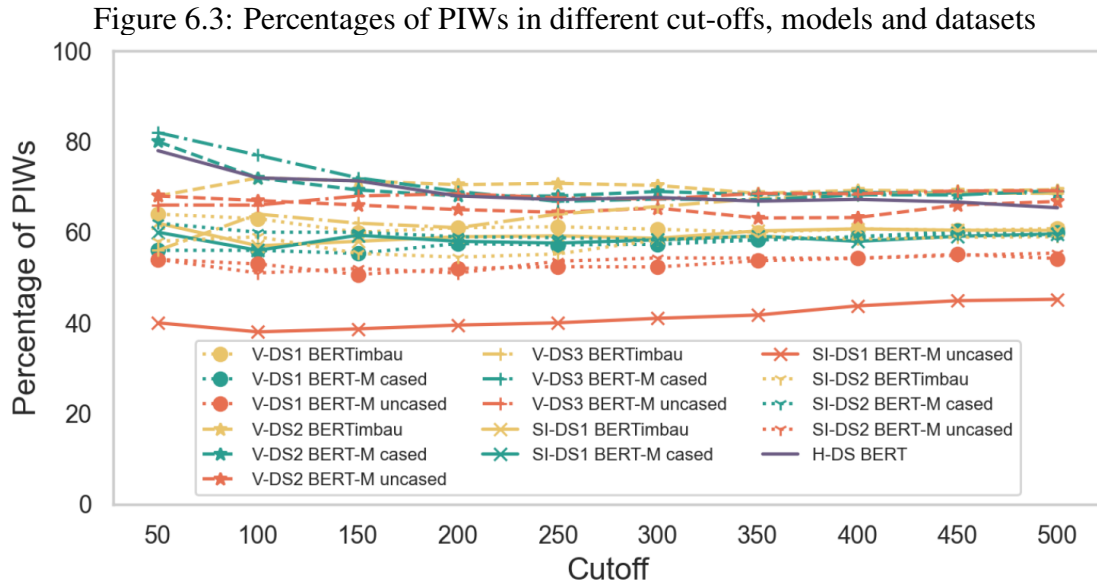 Figure 6.3: Percentages of PIWs in different cut-offs, models and datasets
100
80
60
40
20
0
Percentage of PIWs
V-DS1 BERTimbau
V-DS1 BERT-M cased
V-DS1 BERT-M uncased
V-DS2 BERTimbau
V-DS2 BERT-M cased
V-DS2 BERT-M uncased
V-DS3 BERTimbau
V-DS3 BERT-M cased
V-DS3 BERT-M uncased
SI-DS1 BERTimbau
SI-DS1 BERT-M cased
SI-DS1 BERT-M uncased
SI-DS2 BERTimbau
SI-DS2 BERT-M cased
SI-DS2 BERT-M uncased
H-DS BERT
50 100 150 200 250 300 350 400 450 500
Cutoff